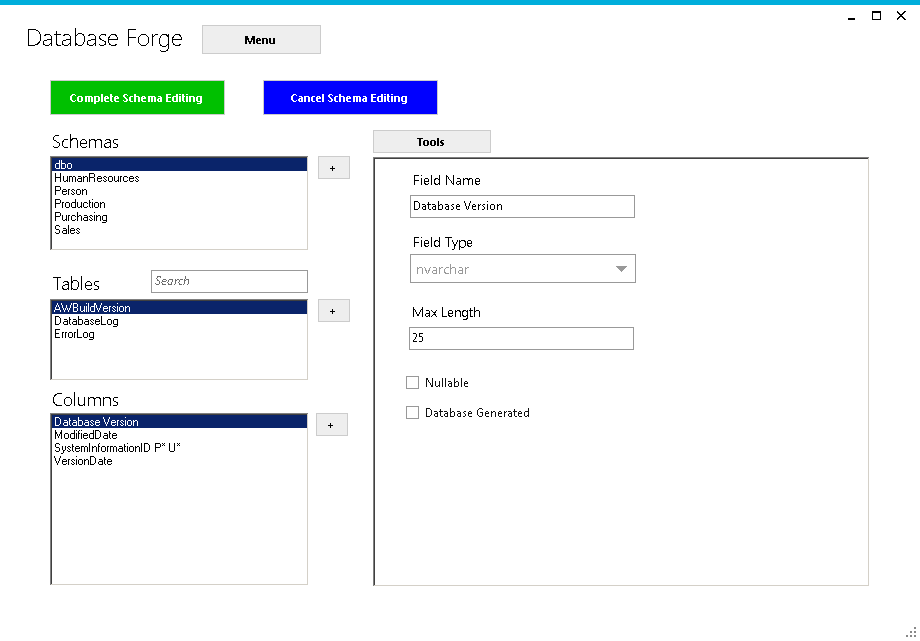 Database Forge
Menu
Complete Schema Editing
Cancel Schema Editing
Schemas
dbo
HumanResources
Person
Production
Purchasing
Sales
+
Tables
Search
AWBuildVersion
DatabaseLog
ErrorLog
+
Columns
Database Version
ModifiedDate
SystemInformationID P* U*
VersionDate
+
Tools
Field Name
Database Version
Field Type
nvarchar
Max Length
25
Nullable
Database Generated